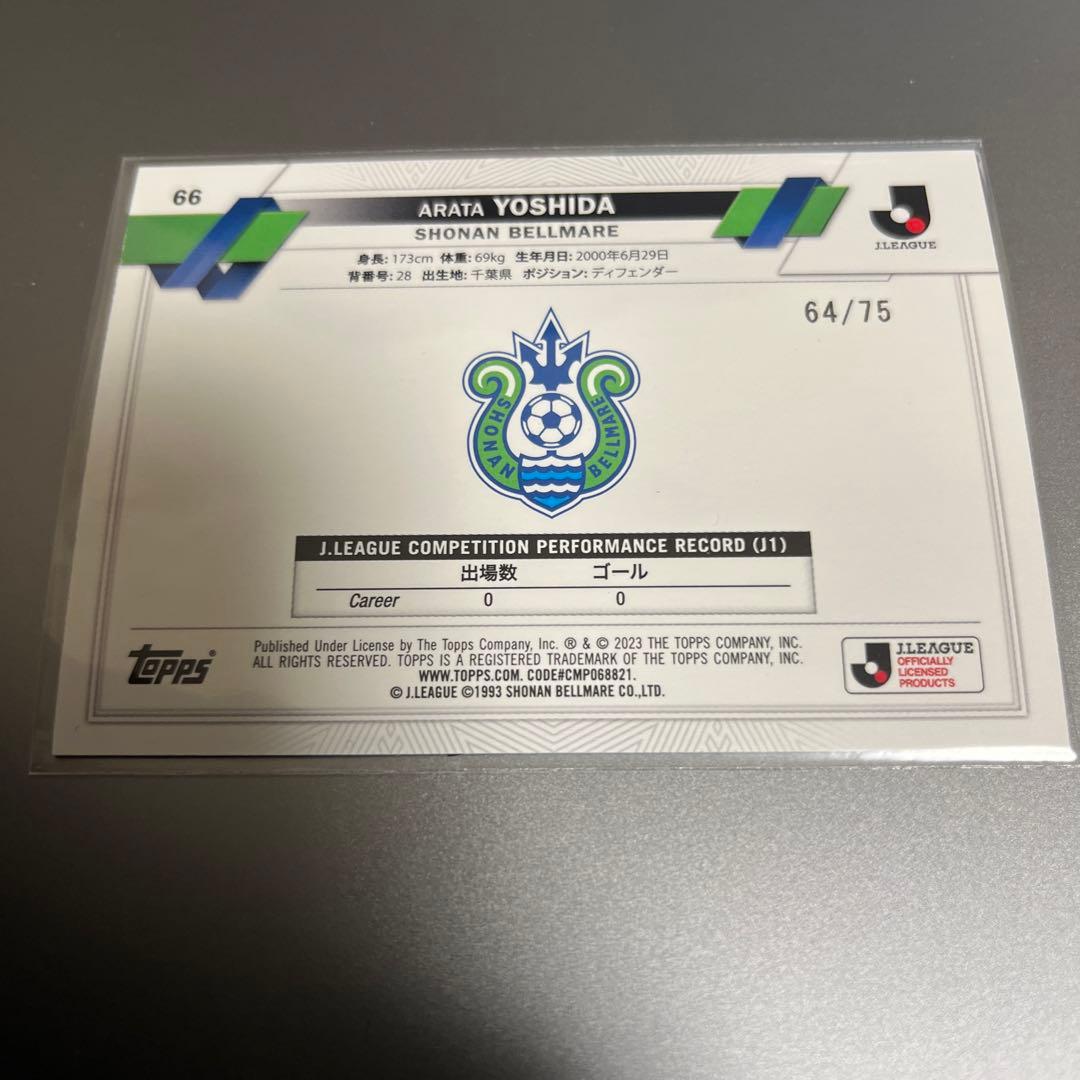 66
ARATA YOSHIDA
J.LEAGUE
SHONAN BELLMARE
身長: 173cm 体重: 69kg 生年月日: 2000年6月29日
背番号: 28 出生地: 千葉県 ポジション: ディフェンダー
64/75
SHONAN BELLMARE
J.LEAGUE COMPETITION PERFORMANCE RECORD (J1)
出場数 ゴール
Career 0 0
Topps®
Published Under License by The Topps Company, Inc. ® & © 2023 THE TOPPS COMPANY, INC.
ALL RIGHTS RESERVED. TOPPS IS A REGISTERED TRADEMARK OF THE TOPPS COMPANY, INC.
WWW.TOPPS.COM. CODE#CMP068821.
© J.LEAGUE ©1993 SHONAN BELLMARE CO.,LTD.
J.LEAGUE
OFFICIALLY
LICENSED
PRODUCTS